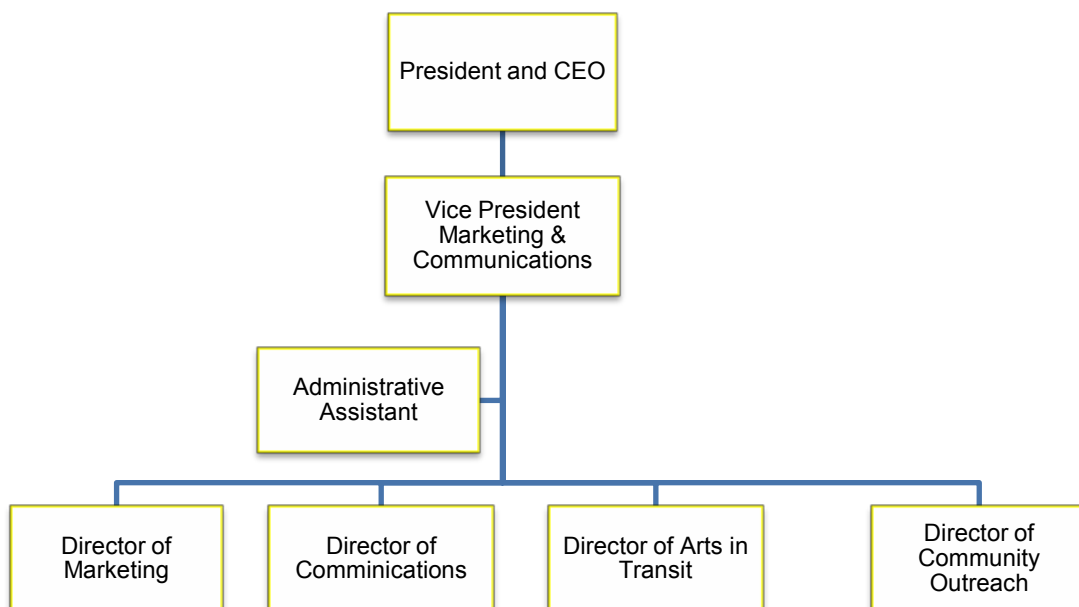 President and CEO
Vice President
Marketing &
Communications
Administrative
Assistant
Director of
Marketing
Director of
Comminications
Director of Arts in
Transit
Director of
Community
Outreach